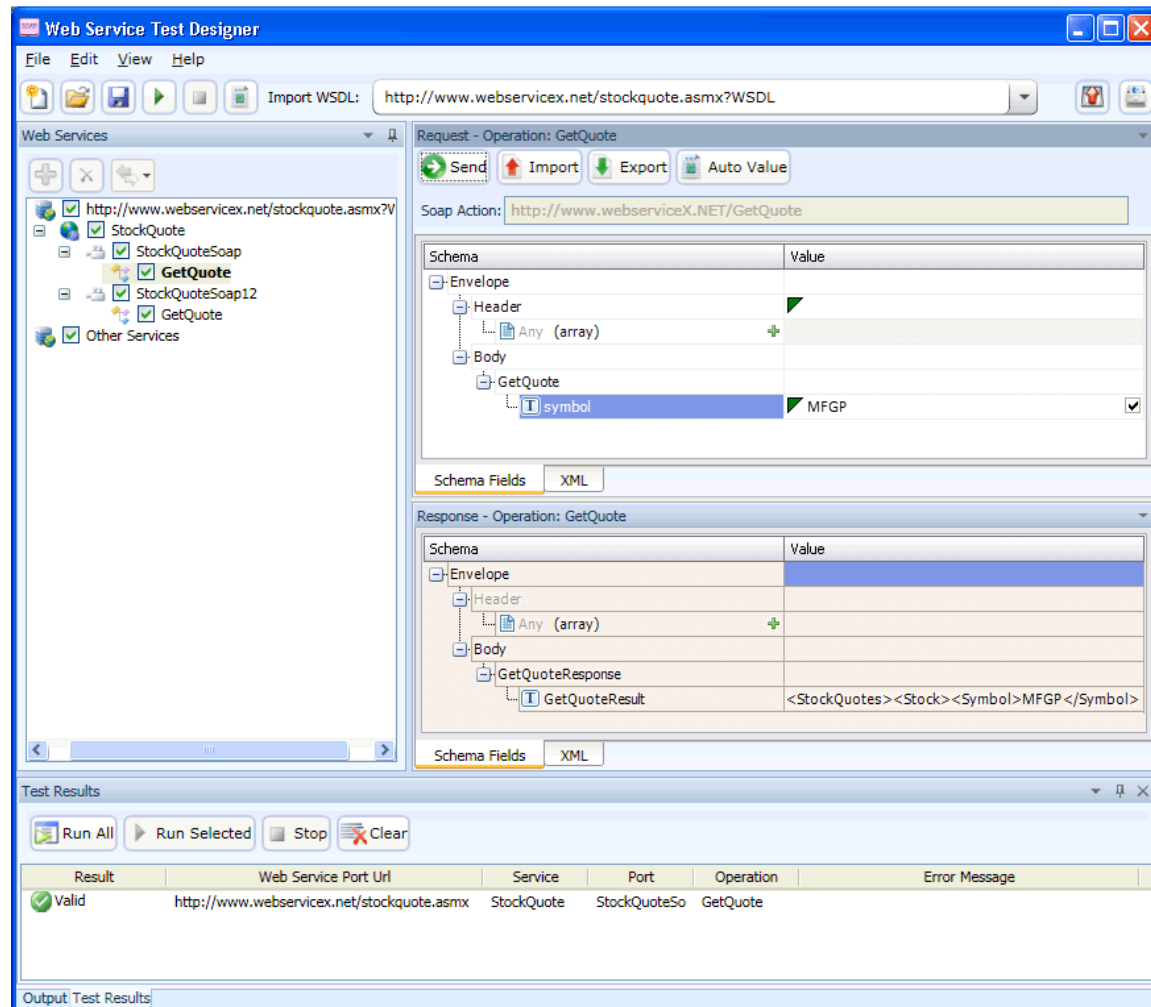 Web Service Test Designer
File Edit View Help
Import WSDL: http://www.webservicex.net/stockquote.asmx?WSDL
Web Services
http://www.webservicex.net/stockquote.asmx?V
StockQuote
StockQuoteSoap
GetQuote
StockQuoteSoap12
GetQuote
Other Services
Request - Operation: GetQuote
Send Import Export Auto Value
Soap Action: http://www.webserviceX.NET/GetQuote
Schema Value
Envelope
Header
Any (array)
Body
GetQuote
symbol MFGP
Schema Fields XML
Response - Operation: GetQuote
Schema Value
Envelope
Header
Any (array)
Body
GetQuoteResponse
GetQuoteResult <StockQuotes><Stock><Symbol>MFGP</Symbol>
Schema Fields XML
Test Results
Run All Run Selected Stop Clear
Result Web Service Port Url Service Port Operation Error Message
Valid http://www.webservicex.net/stockquote.asmx StockQuote StockQuoteSo GetQuote
Output Test Results